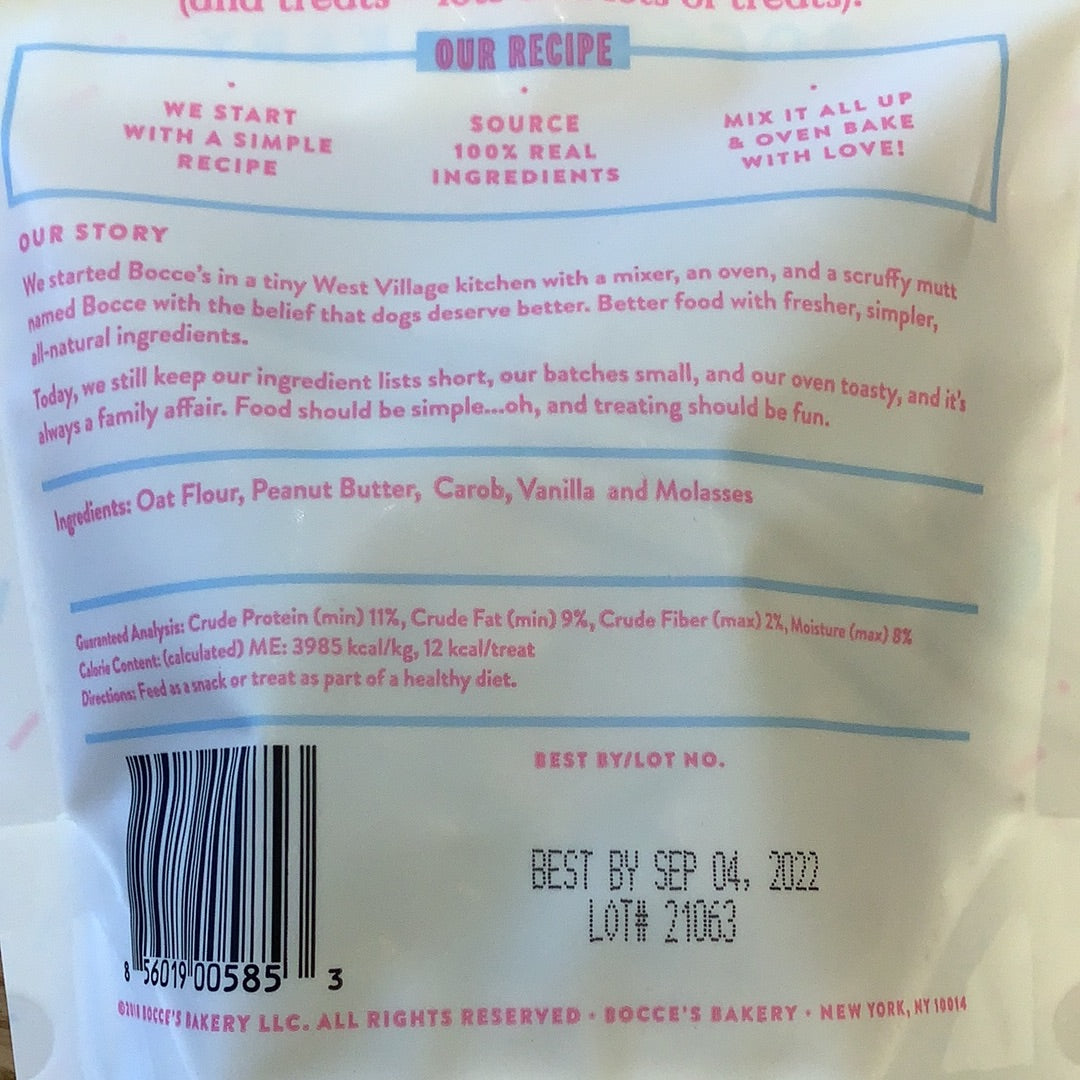 (and treats - lots of treats).
OUR RECIPE
WE START
WITH A SIMPLE
RECIPE
SOURCE
100% REAL
INGREDIENTS
MIX IT ALL UP
& OVEN BAKE
WITH LOVE!
OUR STORY
We started Bocce's in a tiny West Village kitchen with a mixer, an oven, and a scruffy mutt
named Bocce with the belief that dogs deserve better. Better food with fresher, simpler,
all-natural ingredients.
Today, we still keep our ingredient lists short, our batches small, and our oven toasty, and it's
always a family affair. Food should be simple...oh, and treating should be fun.
Ingredients: Oat Flour, Peanut Butter, Carob, Vanilla and Molasses
Guaranteed Analysis: Crude Protein (min) 11%, Crude Fat (min) 9%, Crude Fiber (max) 2%, Moisture (max) 8%
Calorie Content: (calculated) ME: 3985 kcal/kg, 12 kcal/treat
Directions: Feed as a snack or treat as part of a healthy diet.
BEST BY/LOT NO.
BEST BY SEP 04, 2022
LOT# 21063
8 56019 00585 3
©2018 BOCCE'S BAKERY LLC. ALL RIGHTS RESERVED • BOCCE'S BAKERY • NEW YORK, NY 10014